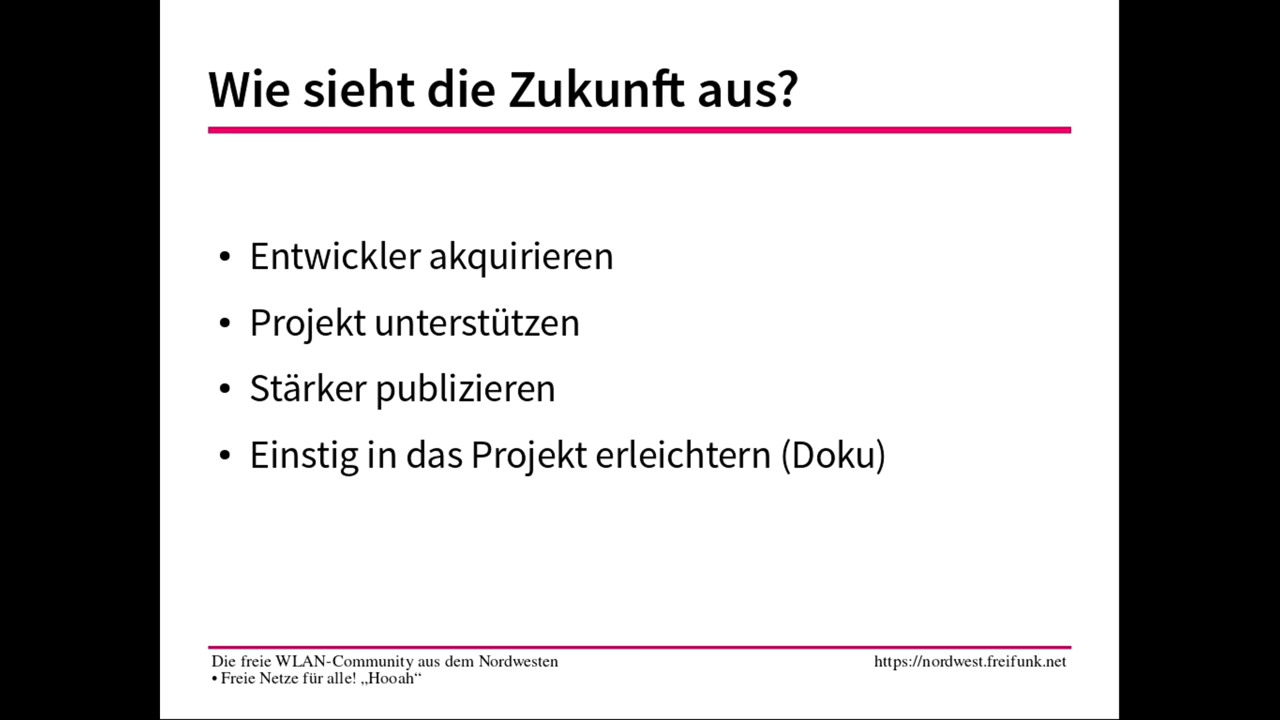 Wie sieht die Zukunft aus?
• Entwickler akquirieren
• Projekt unterstützen
• Stärker publizieren
• Einstig in das Projekt erleichtern (Doku)
Die freie WLAN-Community aus dem Nordwesten
• Freie Netze für alle! „Hooah“
https://nordwest.freifunk.net